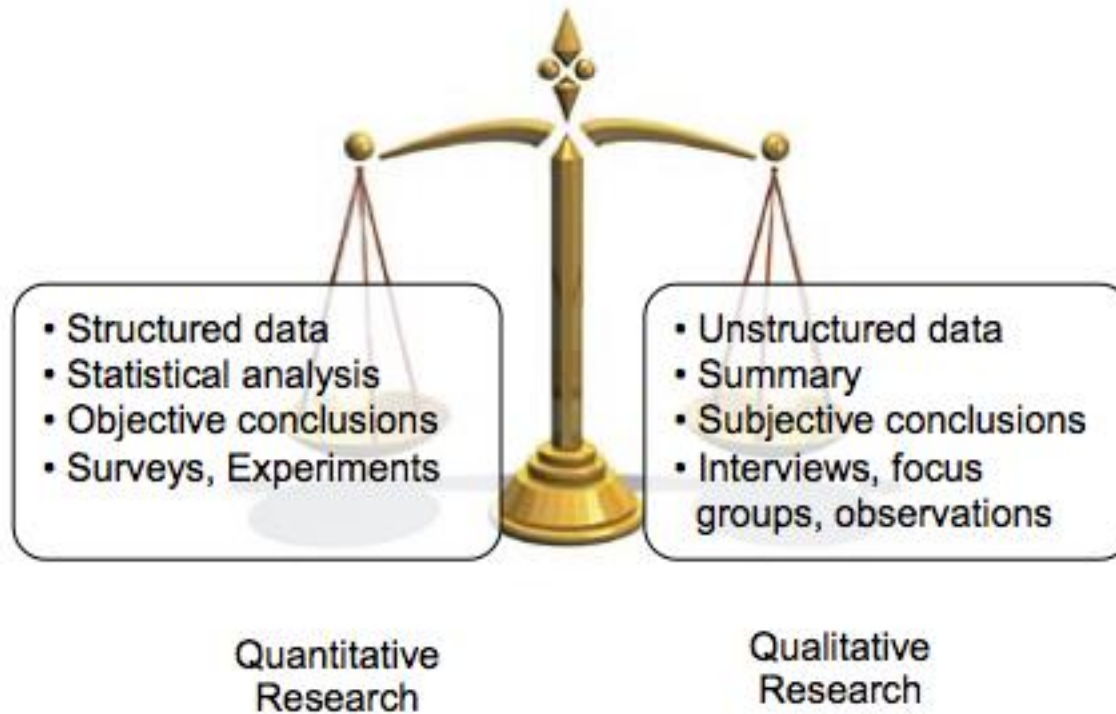 • Structured data
• Statistical analysis
• Objective conclusions
• Surveys, Experiments
• Unstructured data
• Summary
• Subjective conclusions
• Interviews, focus
groups, observations
Quantitative
Research
Qualitative
Research